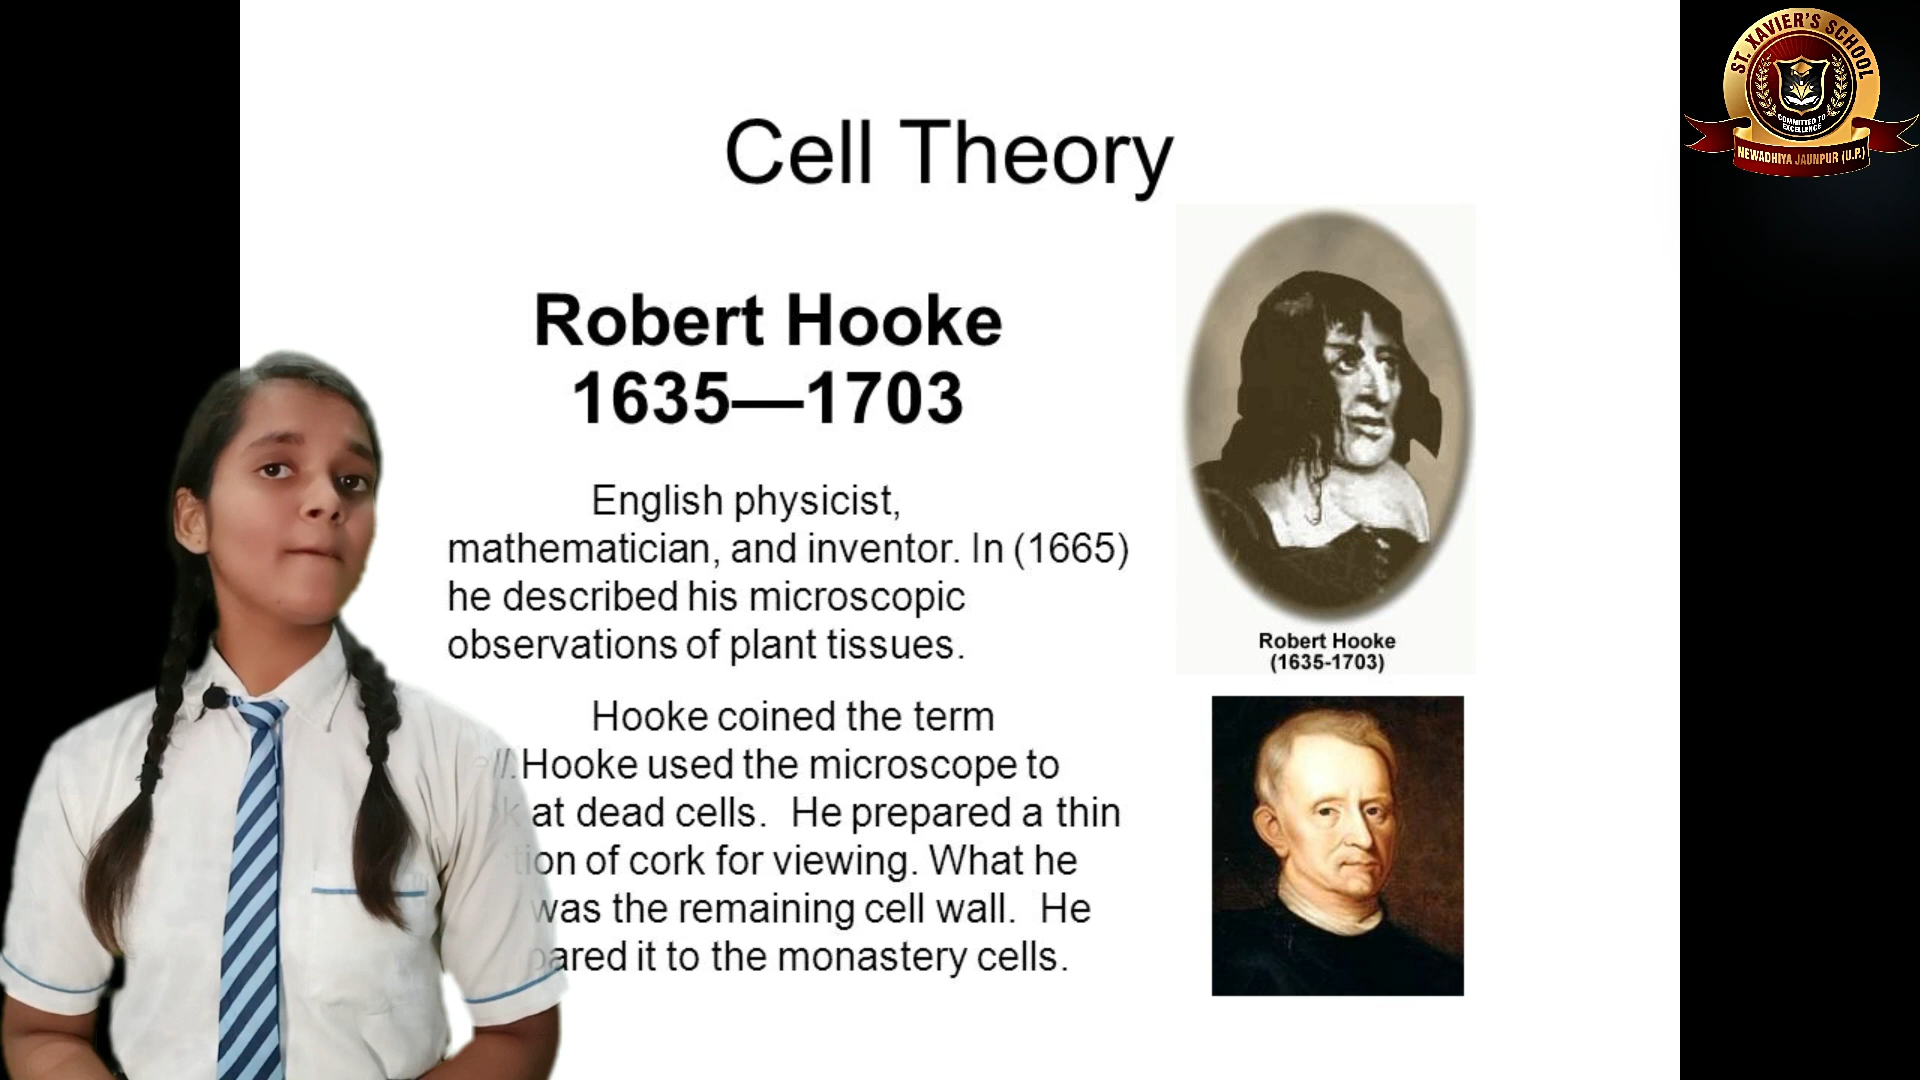 Cell Theory
Robert Hooke
1635—1703
English physicist,
mathematician, and inventor. In (1665)
he described his microscopic
observations of plant tissues.
Hooke coined the term
Hooke used the microscope to
at dead cells. He prepared a thin
of cork for viewing. What he
was the remaining cell wall. He
it to the monastery cells.
Robert Hooke
(1635-1703)
ST. XAVIER'S SCHOOL
COMMITTED TO
EXCELLENCE
NEWADHIYA JAUNPUR (U.P.)